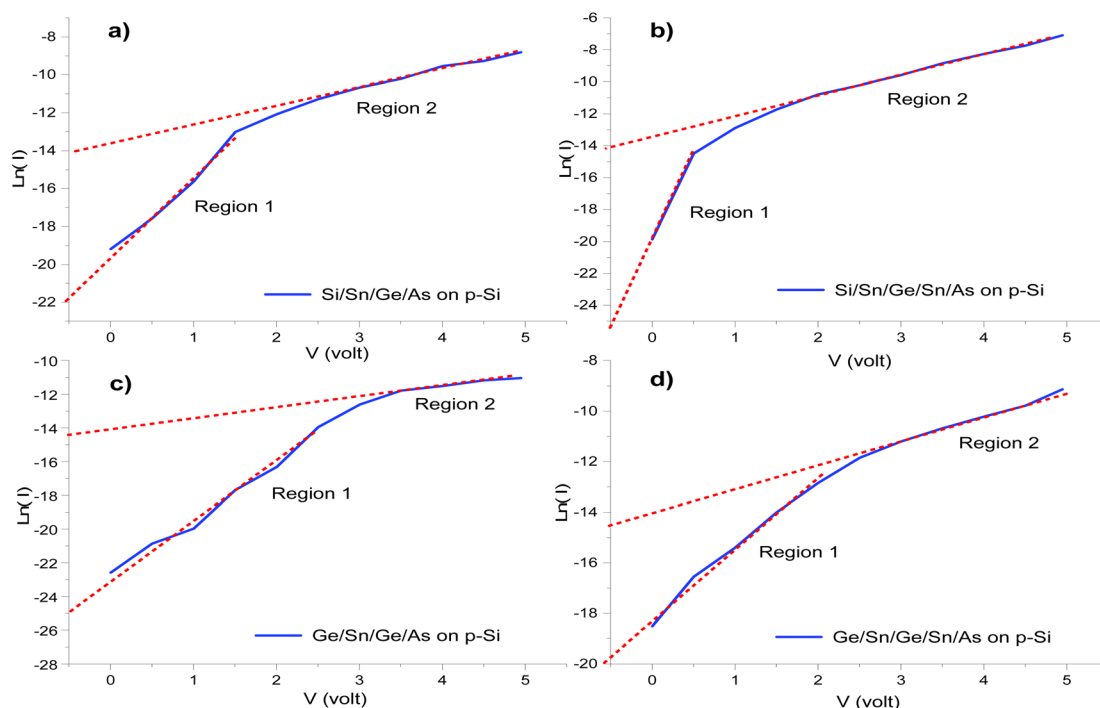 a)
-8
-10
-12
-14
-16
-18
-20
-22
Ln( I)
Region 2
Region 1
Si/Sn/Ge/As on p-Si
0 1 2 3 4 5
V (volt)
b)
-6
-8
-10
-12
-14
-16
-18
-20
-22
-24
Ln( I)
Region 2
Region 1
Si/Sn/Ge/Sn/As on p-Si
0 1 2 3 4 5
V (volt)
c)
-10
-12
-14
-16
-18
-20
-22
-24
-26
-28
Ln( I)
Region 2
Region 1
Ge/Sn/Ge/As on p-Si
0 1 2 3 4 5
V (volt)
d)
-8
-10
-12
-14
-16
-18
-20
Ln( I)
Region 2
Region 1
Ge/Sn/Ge/Sn/As on p-Si
0 1 2 3 4 5
V (volt)